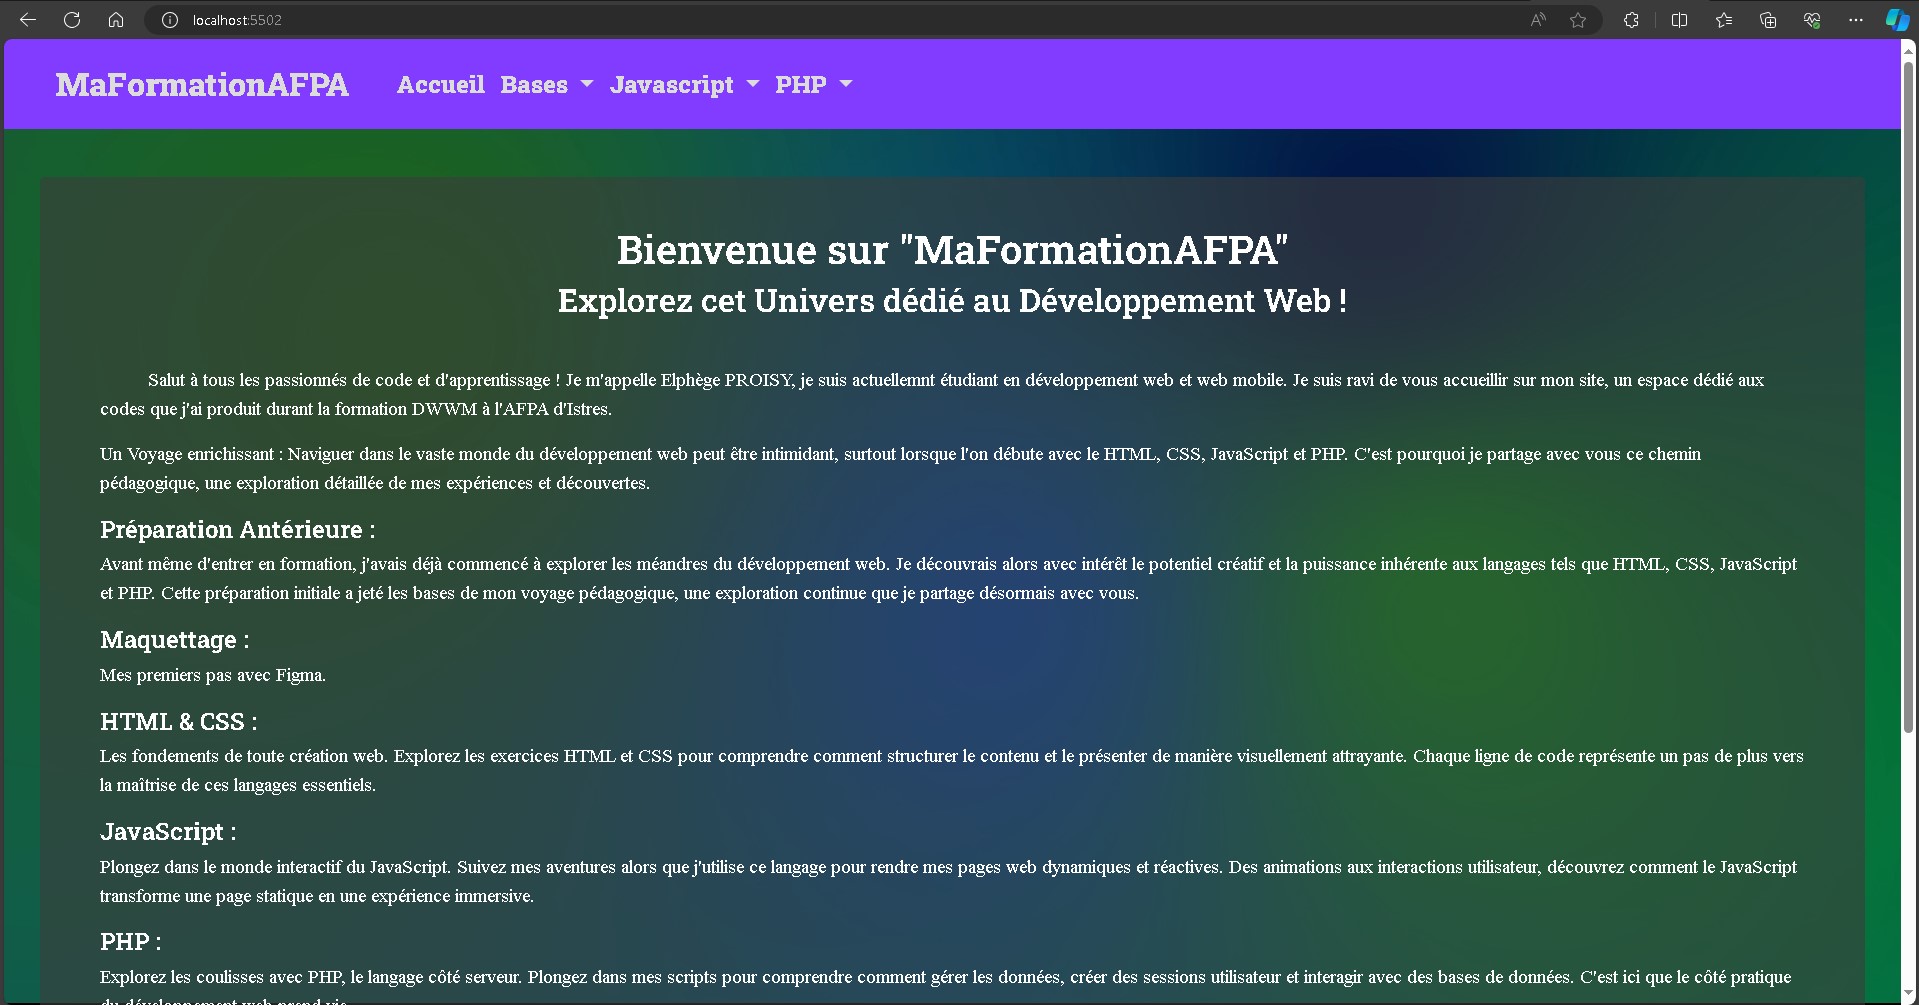 localhost:5502
MaFormationAFPA Accueil Bases Javascript PHP
Bienvenue sur "MaFormationAFPA"
Explorez cet Univers dédié au Développement Web !
Salut à tous les passionnés de code et d'apprentissage ! Je m'appelle Elphège PROISY, je suis actuellemnt étudiant en développement web et web mobile. Je suis ravi de vous accueillir sur mon site, un espace dédié aux
codes que j'ai produit durant la formation DWWM à l'AFPA d'Istres.
Un Voyage enrichissant : Naviguer dans le vaste monde du développement web peut être intimidant, surtout lorsque l'on débute avec le HTML, CSS, JavaScript et PHP. C'est pourquoi je partage avec vous ce chemin
pédagogique, une exploration détaillée de mes expériences et découvertes.
Préparation Antérieure :
Avant même d'entrer en formation, j'avais déjà commencé à explorer les méandres du développement web. Je découvrais alors avec intérêt le potentiel créatif et la puissance inhérente aux langages tels que HTML, CSS, JavaScript
et PHP. Cette préparation initiale a jeté les bases de mon voyage pédagogique, une exploration continue que je partage désormais avec vous.
Maquettage :
Mes premiers pas avec Figma.
HTML & CSS :
Les fondements de toute création web. Explorez les exercices HTML et CSS pour comprendre comment structurer le contenu et le présenter de manière visuellement attrayante. Chaque ligne de code représente un pas de plus vers
la maîtrise de ces langages essentiels.
JavaScript :
Plongez dans le monde interactif du JavaScript. Suivez mes aventures alors que j'utilise ce langage pour rendre mes pages web dynamiques et réactives. Des animations aux interactions utilisateur, découvrez comment le JavaScript
transforme une page statique en une expérience immersive.
PHP :
Explorez les coulisses avec PHP, le langage côté serveur. Plongez dans mes scripts pour comprendre comment gérer les données, créer des sessions utilisateur et interagir avec des bases de données. C'est ici que le côté pratique
du développement web prend vie.